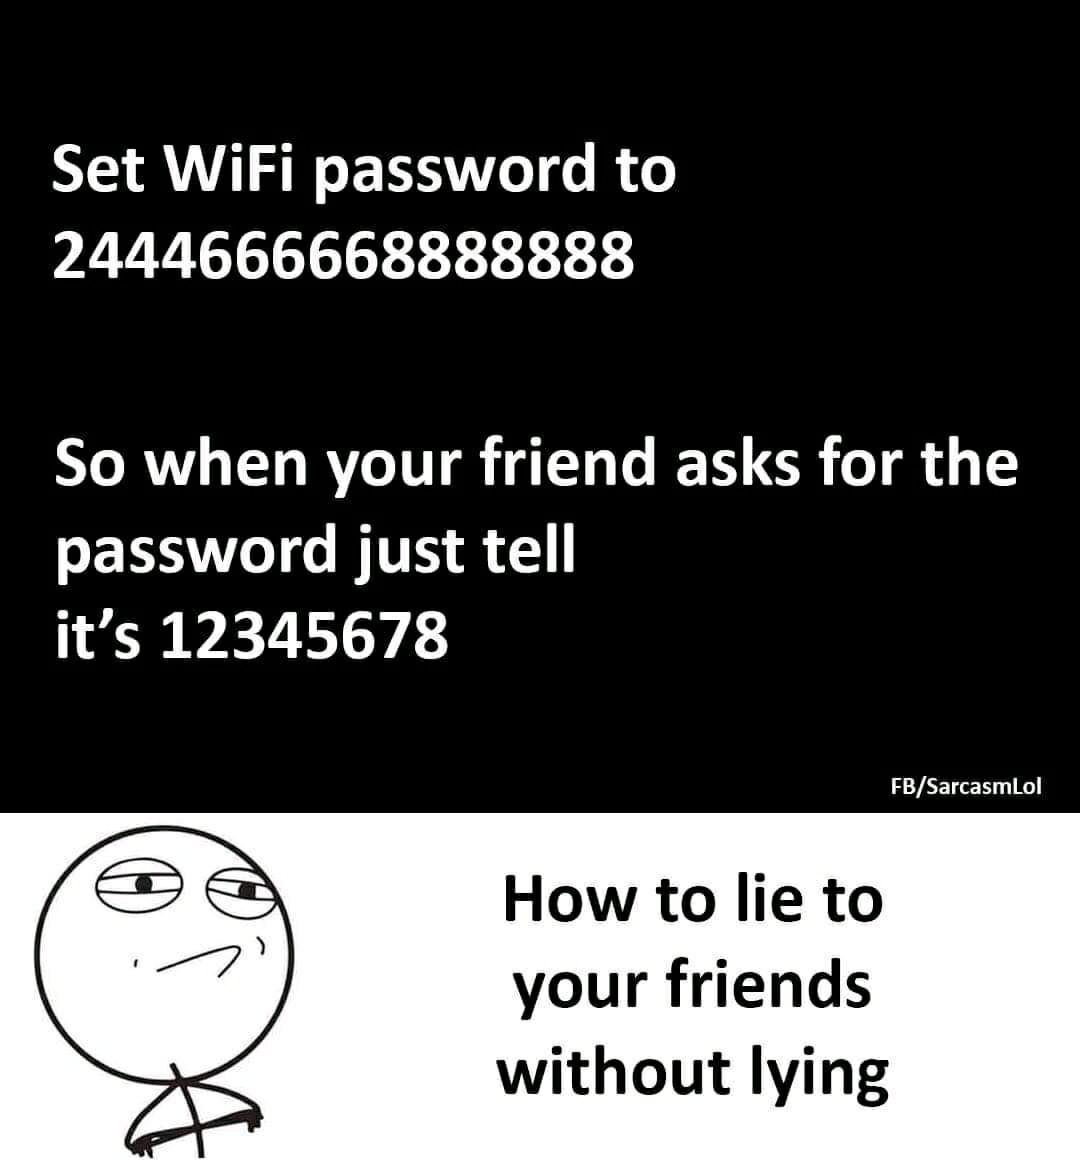 Set WiFi password to
2444666668888888
So when your friend asks for the
password just tell
it’s 12345678
FB/SarcasmLol
How to lie to
your friends
without lying